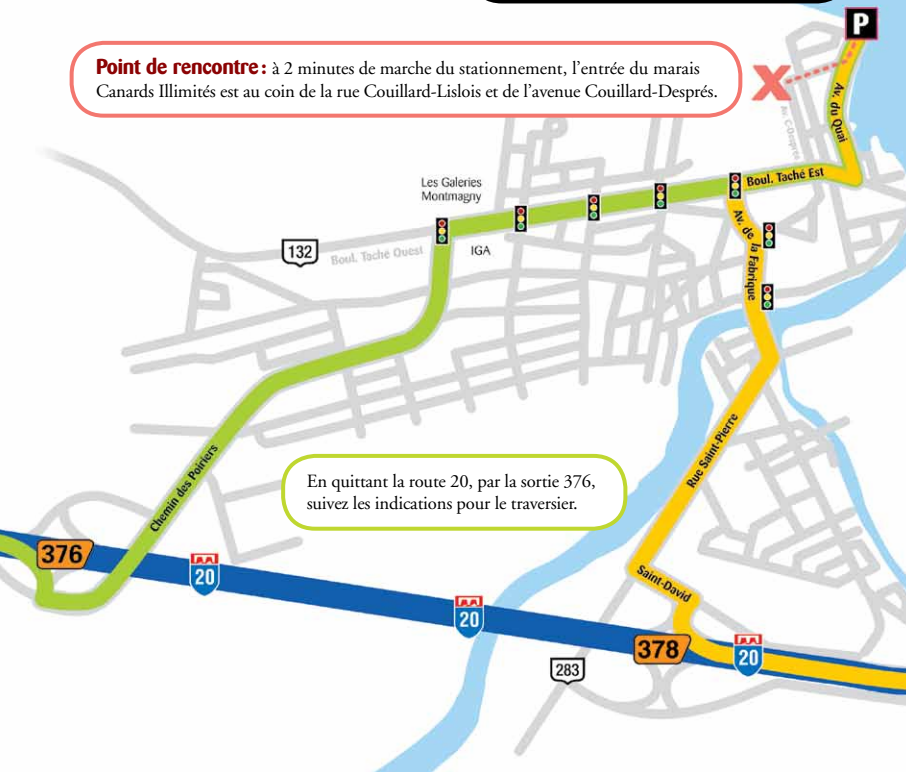 P
Point de rencontre : à 2 minutes de marche du stationnement, l'entrée du marais
Canards Illimités est au coin de la rue Couillard-Lislois et de l'avenue Couillard-Després.
Av. du Quai
Av. C-Després
Boul. Taché Est
Les Galeries
Montmagny
132
Boul. Taché Ouest
IGA
Av. de la Fabrique
Rue Saint-Pierre
Chemin des Poiriers
En quittant la route 20, par la sortie 376,
suivez les indications pour le traversier.
376
20
Saint-David
20
378
20
283